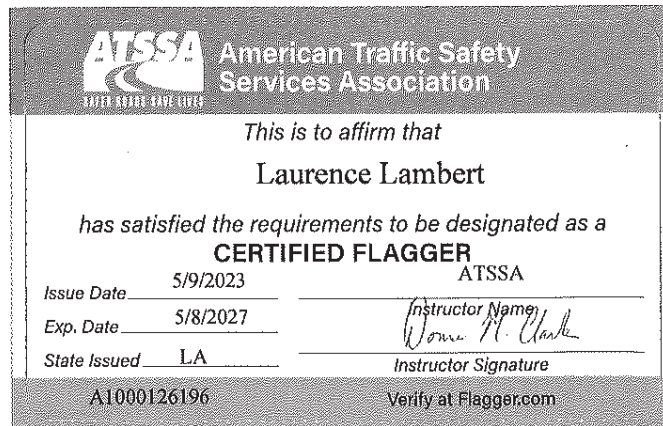 ATSSA
SAFER ROADS SAVE LIVES
American Traffic Safety
Services Association
This is to affirm that
Laurence Lambert
has satisfied the requirements to be designated as a
CERTIFIED FLAGGER
Issue Date 5/9/2023
ATSSA
Instructor Name
Exp. Date 5/8/2027
Donna M. Clark
State Issued LA
Instructor Signature
A1000126196
Verify at Flagger.com